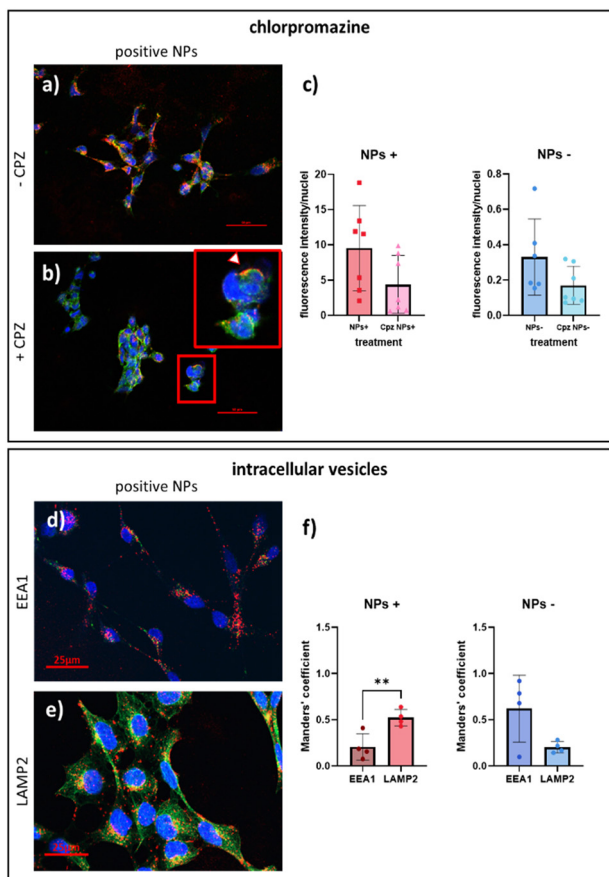 chlorpromazine
positive NPs
- CPZ
a)
c)
NPs +
fluorescence intensity/nuclei
20
15
10
5
0
NPs+ Cpz NPs+
treatment
NPs -
fluorescence intensity/nuclei
0.8
0.6
0.4
0.2
0.0
NPs- Cpz NPs-
treatment
+ CPZ
b)
intracellular vesicles
positive NPs
EEA1
d)
25μm
f)
NPs +
Manders' coefficient
1.5
1.0
0.5
0.0
**
EEA1 LAMP2
NPs -
Manders' coefficient
1.5
1.0
0.5
0.0
EEA1 LAMP2
LAMP2
e)
25μm